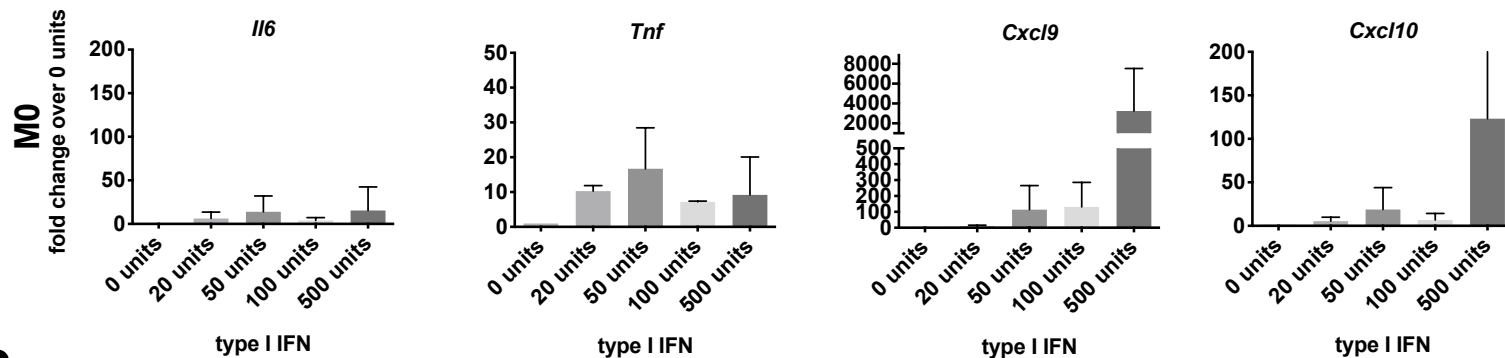 M0
fold change over 0 units
Il6
200
150
100
50
0
0 units
20 units
50 units
100 units
500 units
type I IFN
Tnf
50
40
30
20
10
0
0 units
20 units
50 units
100 units
500 units
type I IFN
Cxcl9
8000
6000
4000
2000
500
400
300
200
100
0
0 units
20 units
50 units
100 units
500 units
type I IFN
Cxcl10
200
150
100
50
0
0 units
20 units
50 units
100 units
500 units
type I IFN